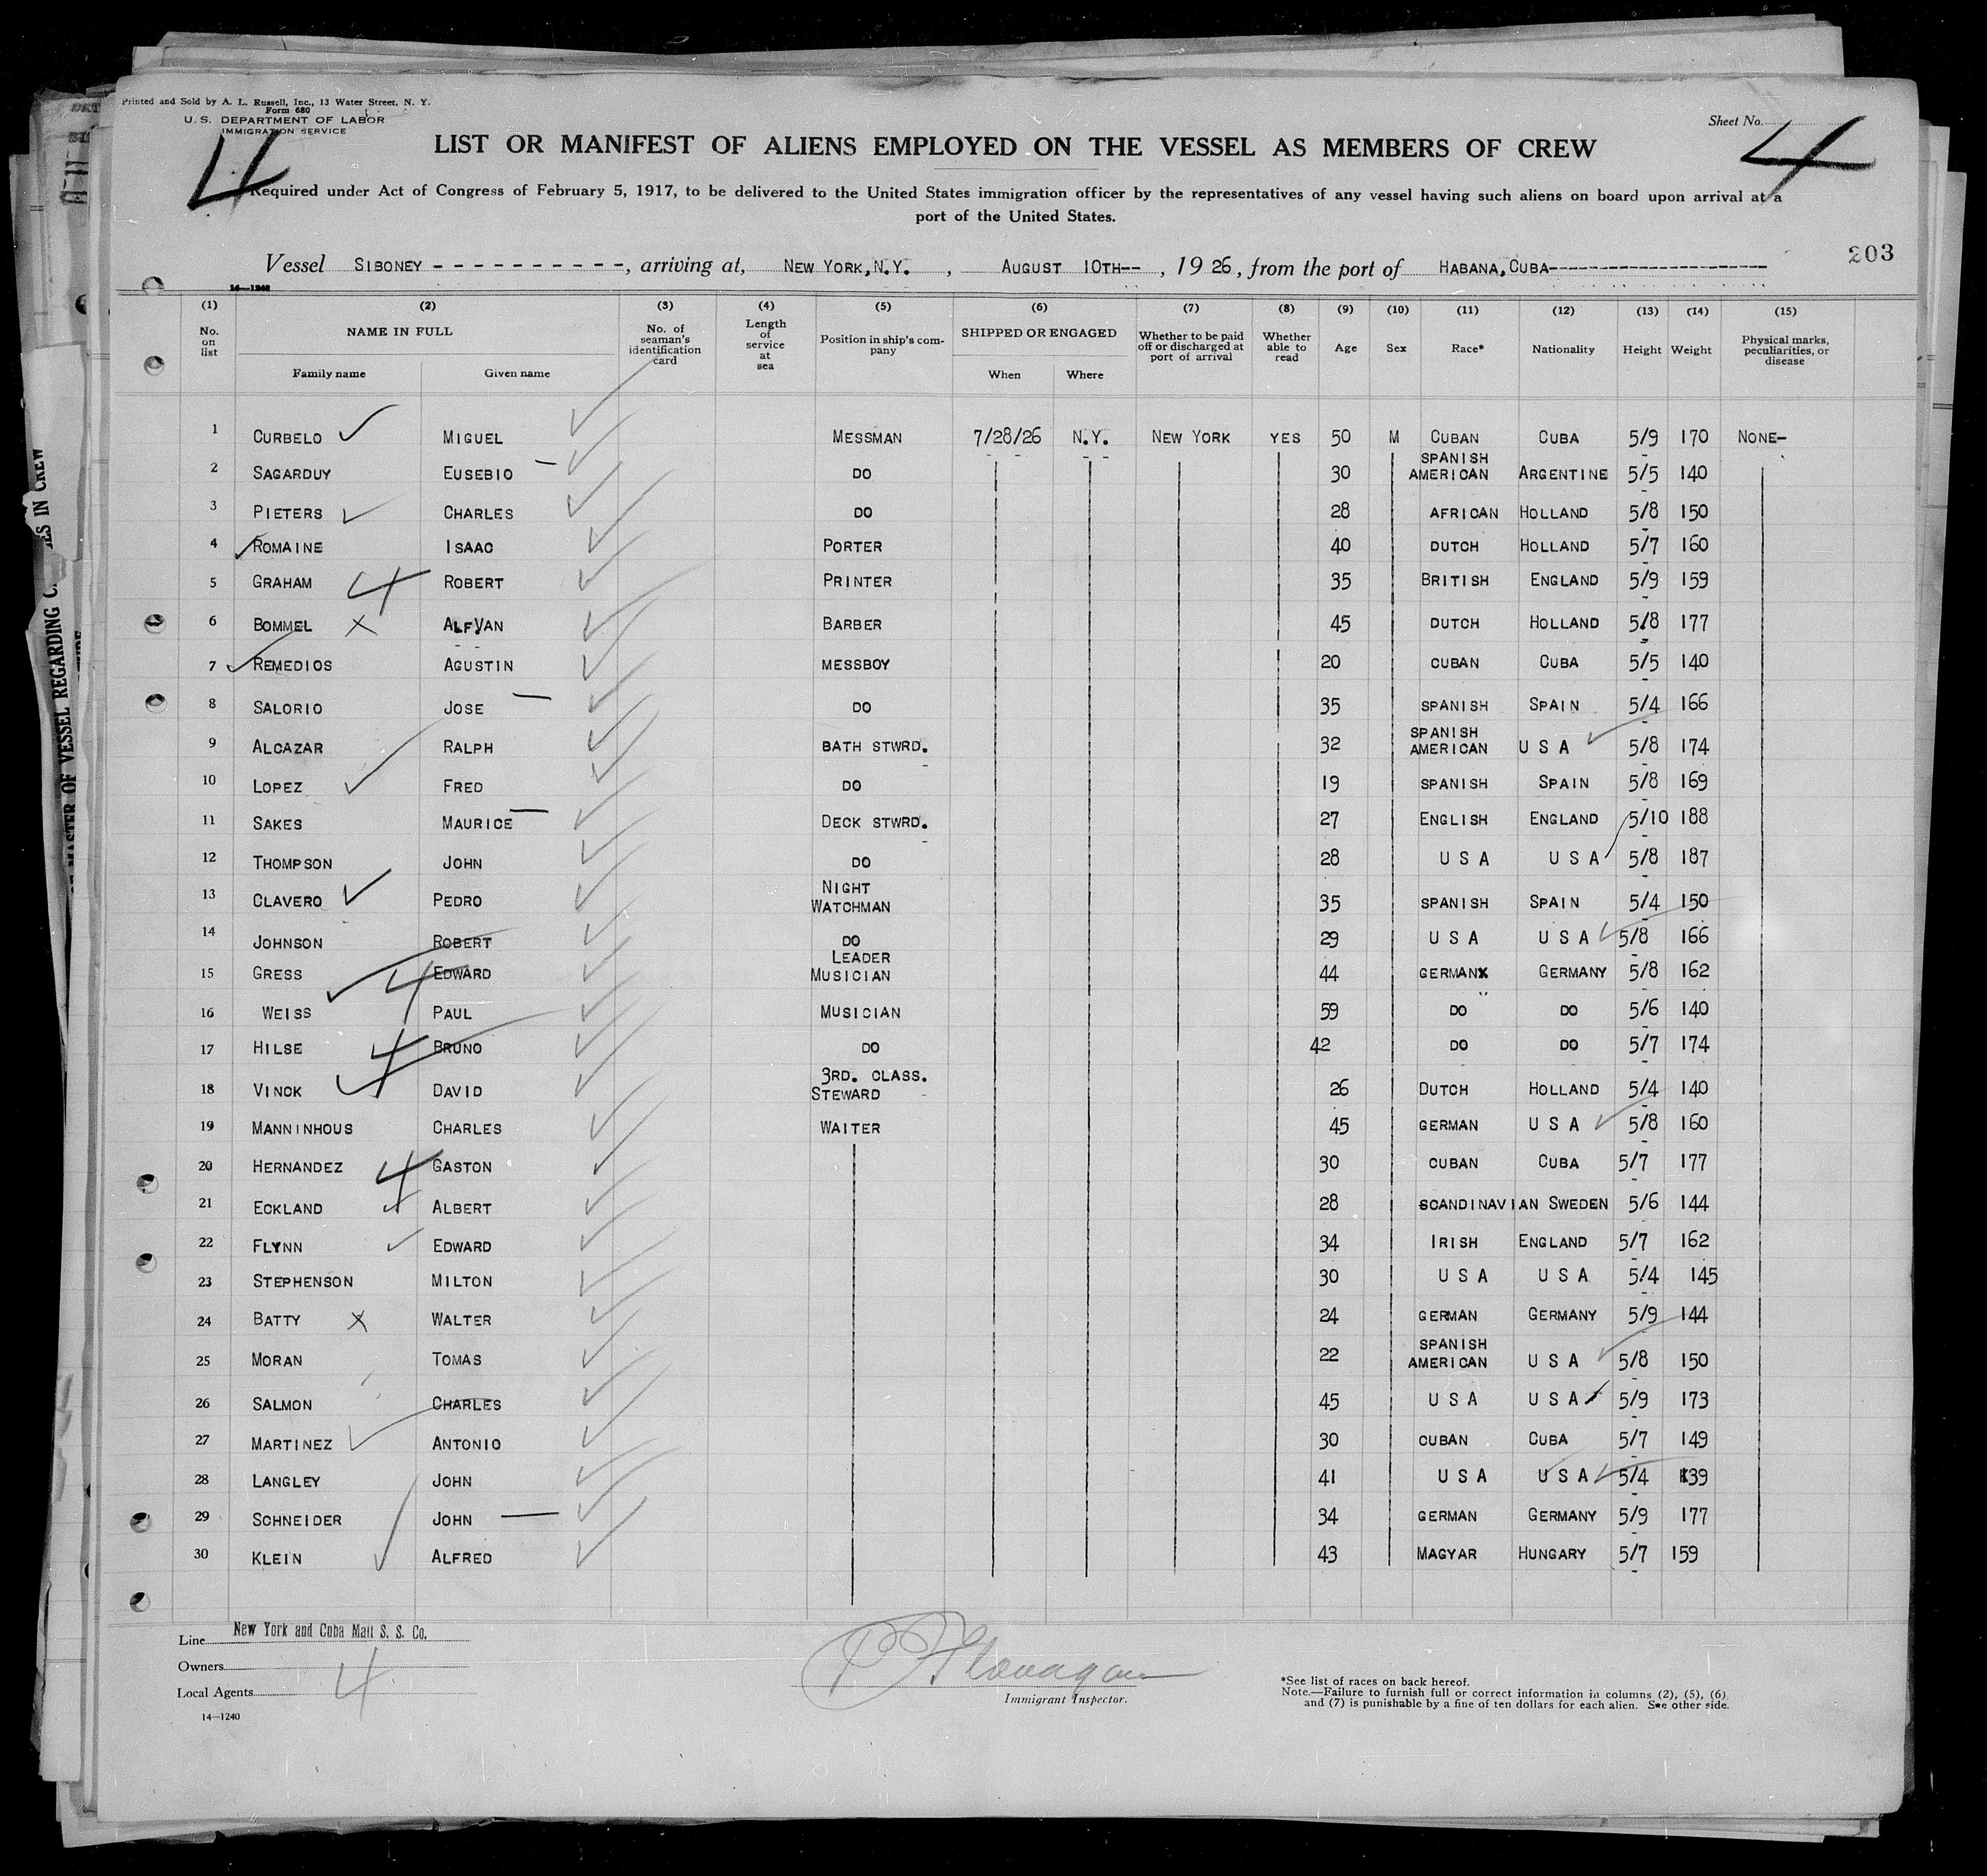 Printed and Sold by A. L. Russell, Inc., 13 Water Street, N. Y.
Form 680
U. S. DEPARTMENT OF LABOR
IMMIGRATION SERVICE
Sheet No. 4
4
LIST OR MANIFEST OF ALIENS EMPLOYED ON THE VESSEL AS MEMBERS OF CREW
Required under Act of Congress of February 5, 1917, to be delivered to the United States immigration officer by the representatives of any vessel having such aliens on board upon arrival at a
port of the United States.
203
Vessel SIBONEY -----------, arriving at, NEW YORK, N.Y. , AUGUST 10TH-- , 1926, from the port of HABANA, CUBA---------------------
14—1240
(1) (2) (3) (4) (5) (6) (7) (8) (9) (10) (11) (12) (13) (14) (15)
No. on list NAME IN FULL Family name Given name No. of seaman's identification card Length of service at sea Position in ship's company SHIPPED OR ENGAGED When Where Whether to be paid off or discharged at port of arrival Whether able to read Age Sex Race* Nationality Height Weight Physical marks, peculiarities, or disease
1 CURBELO MIGUEL MESSMAN 7/28/26 N.Y. NEW YORK YES 50 M CUBAN CUBA 5/9 170 NONE-
2 SAGARDUY EUSEBIO DO 30 SPANISH AMERICAN ARGENTINE 5/5 140
3 PIETERS CHARLES DO 28 AFRICAN HOLLAND 5/8 150
4 ROMAINE ISAAC PORTER 40 DUTCH HOLLAND 5/7 160
5 GRAHAM 4 ROBERT PRINTER 35 BRITISH ENGLAND 5/9 159
6 BOMMEL X ALF.VAN BARBER 45 DUTCH HOLLAND 5/8 177
7 REMEDIOS AGUSTIN MESSBOY 20 CUBAN CUBA 5/5 140
8 SALORIO JOSE DO 35 SPANISH SPAIN 5/4 166
9 ALCAZAR RALPH BATH STWRD. 32 SPANISH AMERICAN U S A 5/8 174
10 LOPEZ FRED DO 19 SPANISH SPAIN 5/8 169
11 SAKES MAURICE DECK STWRD. 27 ENGLISH ENGLAND 5/10 188
12 THOMPSON JOHN DO 28 U S A U S A 5/8 187
13 CLAVERO PEDRO NIGHT WATCHMAN 35 SPANISH SPAIN 5/4 150
14 JOHNSON ROBERT DO 29 U S A U S A 5/8 166
15 GRESS 4 EDWARD LEADER MUSICIAN 44 GERMANX GERMANY 5/8 162
16 WEISS PAUL MUSICIAN 59 DO DO 5/6 140
17 HILSE 4 BRUNO DO 42 DO DO 5/7 174
18 VINCK DAVID 3RD. CLASS. STEWARD 26 DUTCH HOLLAND 5/4 140
19 MANNINHOUS CHARLES WAITER 45 GERMAN U S A 5/8 160
20 HERNANDEZ 4 GASTON 30 CUBAN CUBA 5/7 177
21 ECKLAND ALBERT 28 SCANDINAVIAN SWEDEN 5/6 144
22 FLYNN EDWARD 34 IRISH ENGLAND 5/7 162
23 STEPHENSON MILTON 30 U S A U S A 5/4 145
24 BATTY X WALTER 24 GERMAN GERMANY 5/9 144
25 MORAN TOMAS 22 SPANISH AMERICAN U S A 5/8 150
26 SALMON CHARLES 45 U S A U S A 5/9 173
27 MARTINEZ ANTONIO 30 CUBAN CUBA 5/7 149
28 LANGLEY JOHN 41 U S A U S A 5/4 139
29 SCHNEIDER JOHN 34 GERMAN GERMANY 5/9 177
30 KLEIN ALFRED 43 MAGYAR HUNGARY 5/7 159
Line New York and Cuba Mail S. S. Co.
Owners
Local Agents
4
14—1240
P Flanagan
Immigrant Inspector.
*See list of races on back hereof.
Note.—Failure to furnish full or correct information in columns (2), (5), (6)
and (7) is punishable by a fine of ten dollars for each alien. See other side.
MASTER OF VESSEL REGARDING
IN CREW